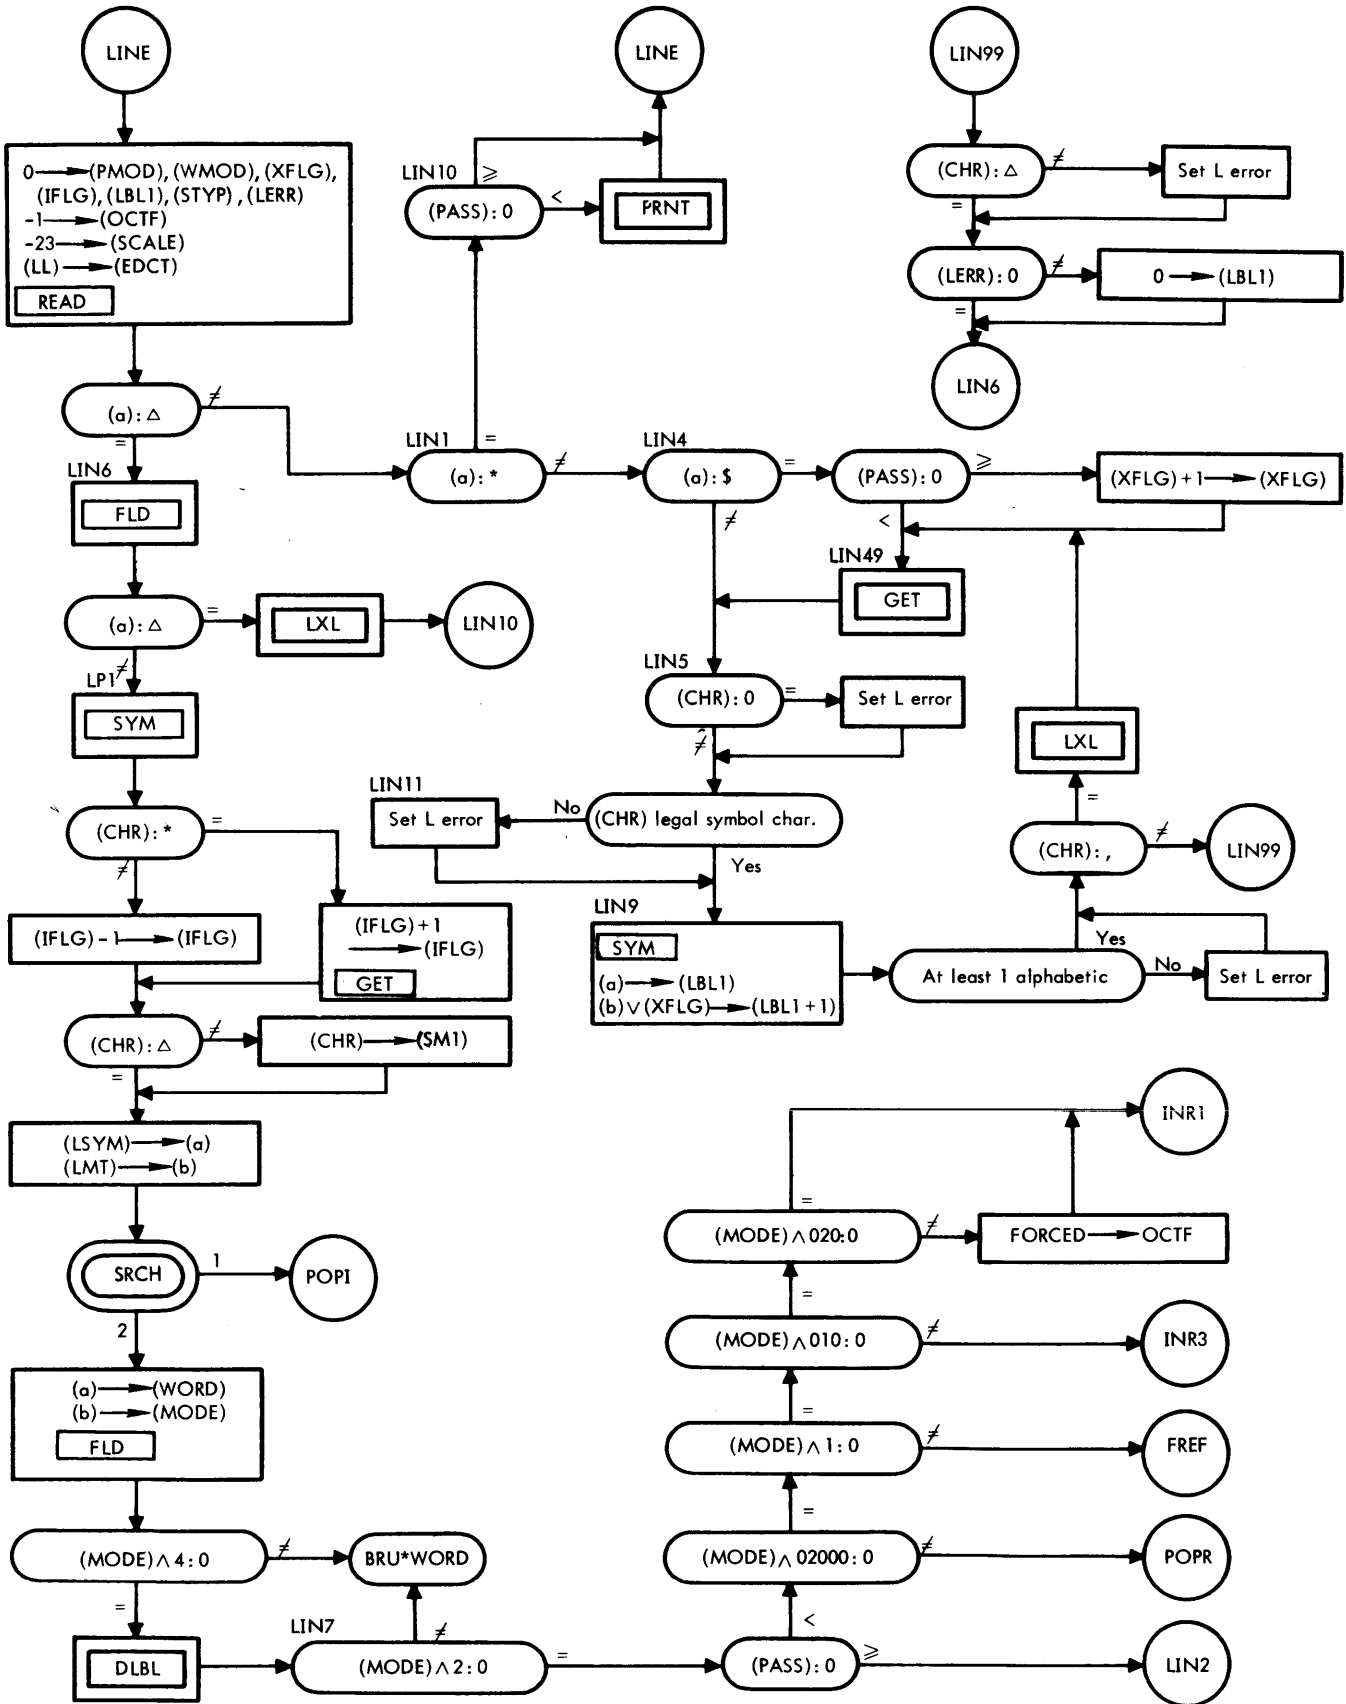 LINE
0→(PMOD), (WMOD), (XFLG),
(IFLG), (LBL1), (STYP), (LERR)
-1→(OCTF)
-23→(SCALE)
(LL)→(EDCT)
READ
(a): △
≠
=
LIN6
FLD
(a): △
=
LXL
LIN10
≠
LP1
SYM
(CHR): *
=
≠
(IFLG)-1→(IFLG)
(IFLG)+1
→(IFLG)
GET
(CHR): △
≠
(CHR)→(SM1)
=
(LSYM)→(a)
(LMT)→(b)
SRCH
1
POPI
2
(a)→(WORD)
(b)→(MODE)
FLD
(MODE)∧4:0
≠
BRU*WORD
=
DLBL
LIN7
≠
(MODE)∧2:0
=
LINE
LIN10
≥
(PASS): 0
<
PRNT
LIN1
=
(a): *
≠
LIN4
(a): $
=
(PASS): 0
≥
(XFLG)+1→(XFLG)
≠
<
LIN49
GET
LIN5
(CHR): 0
=
Set L error
≠
LIN11
Set L error
No
(CHR) legal symbol char.
Yes
LIN9
SYM
(a)→(LBL1)
(b)∨(XFLG)→(LBL1+1)
At least 1 alphabetic
No
Set L error
Yes
(CHR): ,
≠
LIN99
=
LXL
LIN99
(CHR): △
≠
Set L error
=
(LERR): 0
≠
0→(LBL1)
=
LIN6
INR1
=
(MODE)∧020:0
≠
FORCED→OCTF
=
(MODE)∧010:0
≠
INR3
=
(MODE)∧1:0
≠
FREF
=
(MODE)∧02000:0
≠
POPR
<
(PASS): 0
≥
LIN2